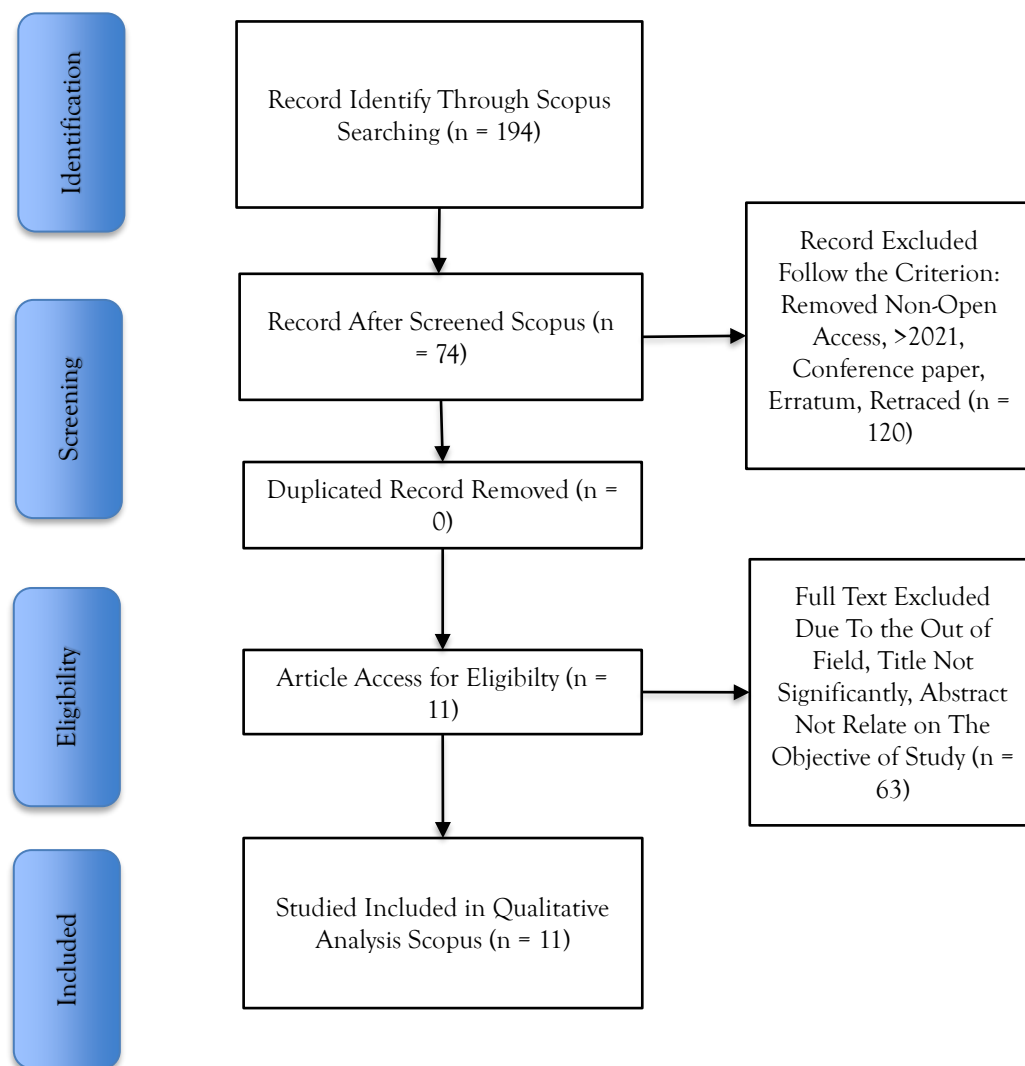 Identification
Record Identify Through Scopus
Searching (n = 194)
Screening
Record After Screened Scopus (n
= 74)
Record Excluded
Follow the Criterion:
Removed Non-Open
Access, >2021,
Conference paper,
Erratum, Retraced (n =
120)
Duplicated Record Removed (n =
0)
Eligibility
Article Access for Eligibilty (n =
11)
Full Text Excluded
Due To the Out of
Field, Title Not
Significantly, Abstract
Not Relate on The
Objective of Study (n =
63)
Included
Studied Included in Qualitative
Analysis Scopus (n = 11)